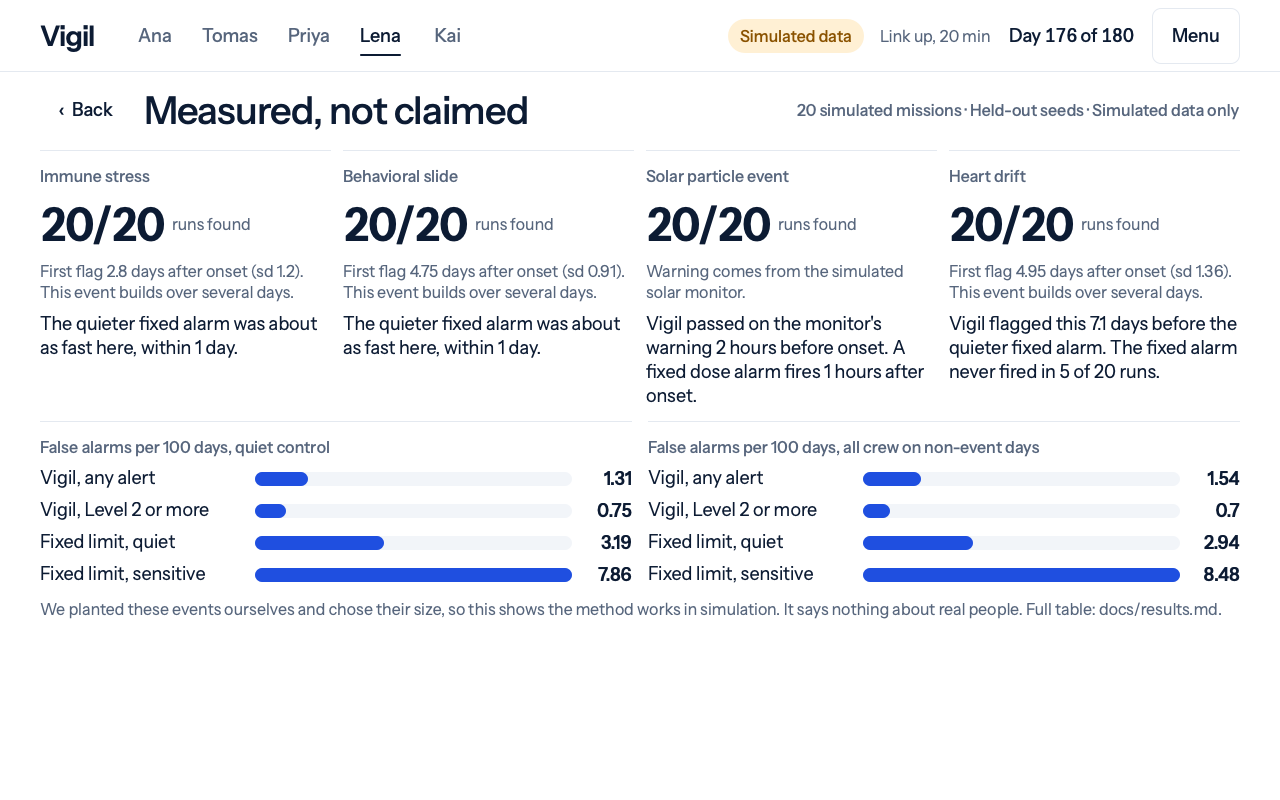 Vigil
Ana
Tomas
Priya
Lena
Kai
Simulated data
Link up, 20 min
Day 176 of 180
Menu
‹ Back
Measured, not claimed
20 simulated missions · Held-out seeds · Simulated data only
Immune stress
20/20 runs found
First flag 2.8 days after onset (sd 1.2).
This event builds over several days.
The quieter fixed alarm was about
as fast here, within 1 day.
Behavioral slide
20/20 runs found
First flag 4.75 days after onset (sd 0.91).
This event builds over several days.
The quieter fixed alarm was about
as fast here, within 1 day.
Solar particle event
20/20 runs found
Warning comes from the simulated
solar monitor.
Vigil passed on the monitor's
warning 2 hours before onset. A
fixed dose alarm fires 1 hours after
onset.
Heart drift
20/20 runs found
First flag 4.95 days after onset (sd 1.36).
This event builds over several days.
Vigil flagged this 7.1 days before the
quieter fixed alarm. The fixed alarm
never fired in 5 of 20 runs.
False alarms per 100 days, quiet control
Vigil, any alert 1.31
Vigil, Level 2 or more 0.75
Fixed limit, quiet 3.19
Fixed limit, sensitive 7.86
False alarms per 100 days, all crew on non-event days
Vigil, any alert 1.54
Vigil, Level 2 or more 0.7
Fixed limit, quiet 2.94
Fixed limit, sensitive 8.48
We planted these events ourselves and chose their size, so this shows the method works in simulation. It says nothing about real people. Full table: docs/results.md.